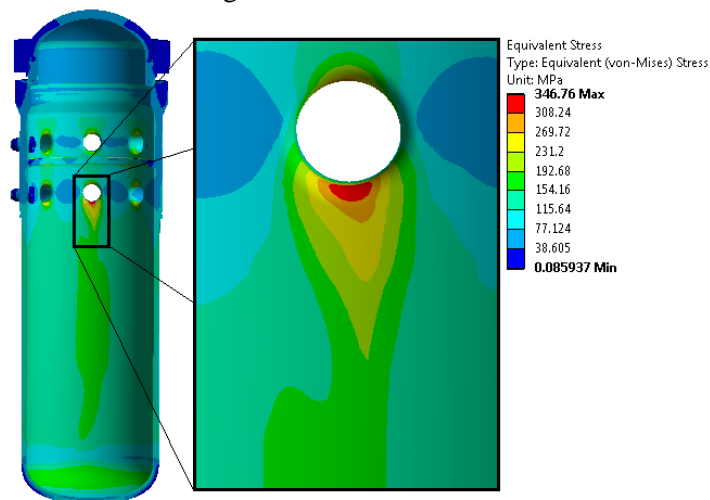 Equivalent Stress
Type: Equivalent (von-Mises) Stress
Unit: MPa
346.76 Max
308.24
269.72
231.2
192.68
154.16
115.64
77.124
38.605
0.085937 Min